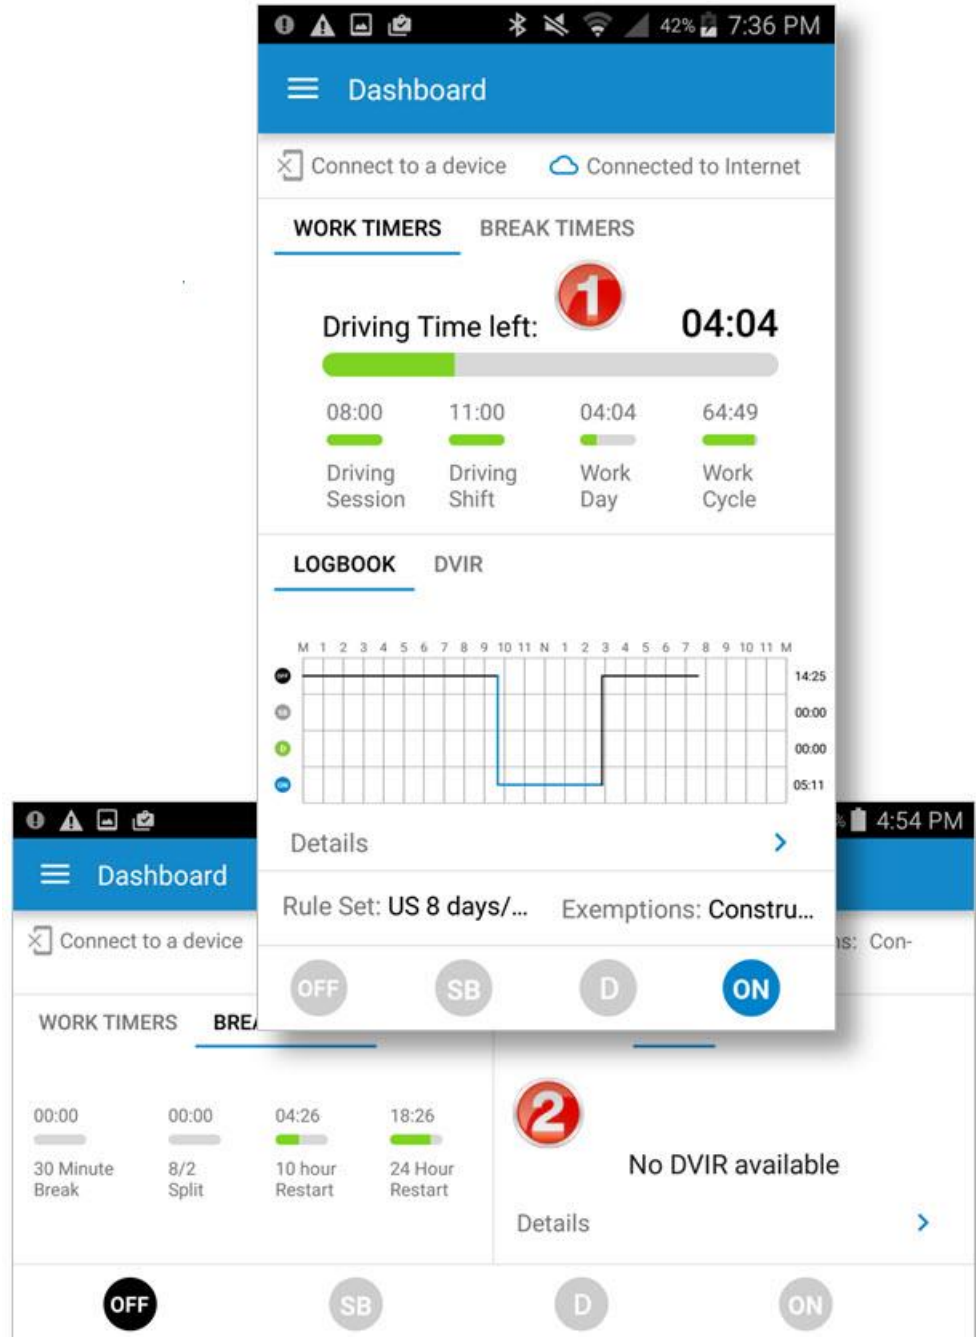 42% 7:36 PM
Dashboard
Connect to a device Connected to Internet
WORK TIMERS BREAK TIMERS
1
Driving Time left: 04:04
08:00 11:00 04:04 64:49
Driving Driving Work Work
Session Shift Day Cycle
LOGBOOK DVIR
M 1 2 3 4 5 6 7 8 9 10 11 N 1 2 3 4 5 6 7 8 9 10 11 M
OFF 14:25
SB 00:00
D 00:00
ON 05:11
Details
Rule Set: US 8 days/... Exemptions: Constru...
OFF SB D ON
% 4:54 PM
Dashboard
Connect to a device
ns: Con-
WORK TIMERS BREA
00:00 00:00 04:26 18:26
30 Minute 8/2 10 hour 24 Hour
Break Split Restart Restart
2
No DVIR available
Details
OFF SB D ON